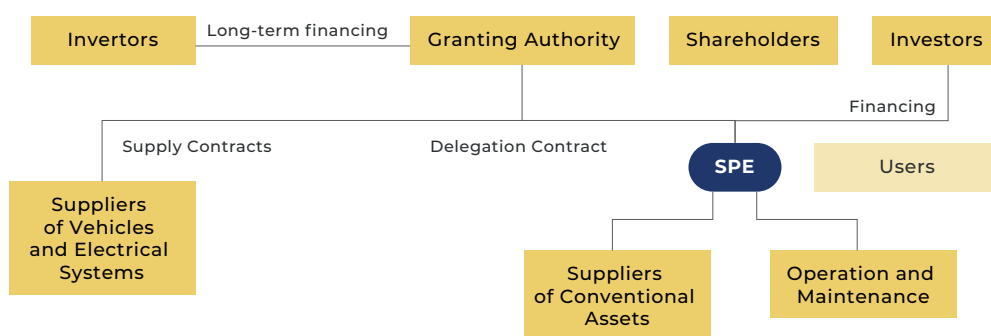 Invertors
Long-term financing
Granting Authority
Shareholders
Investors
Financing
Supply Contracts
Delegation Contract
SPE
Users
Suppliers
of Vehicles
and Electrical
Systems
Suppliers
of Conventional
Assets
Operation and
Maintenance